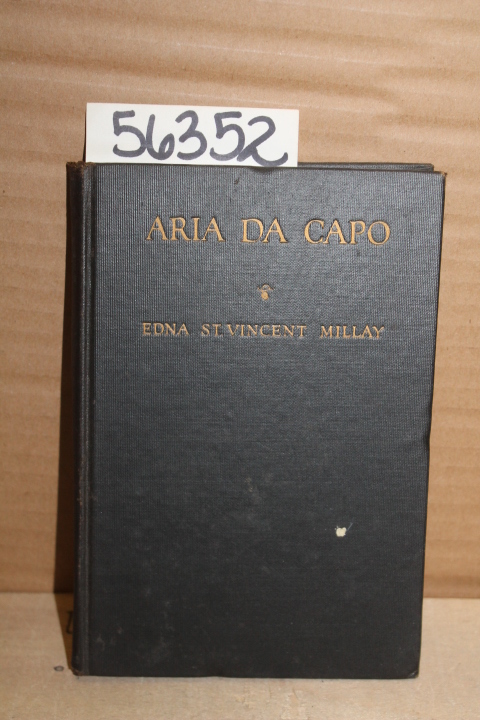 56352
ARIA DA CAPO
EDNA ST. VINCENT MILLAY